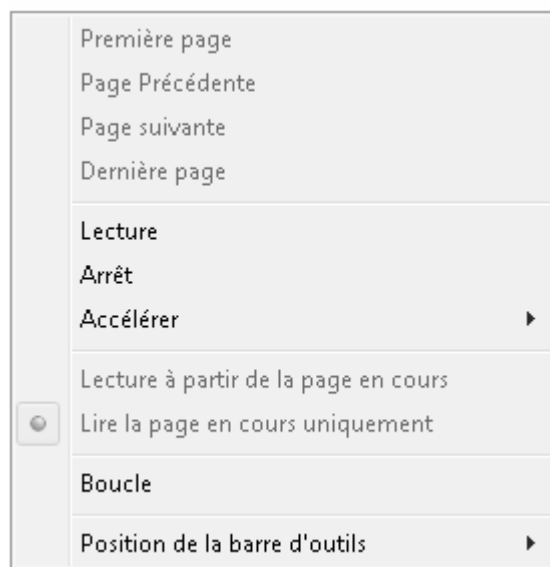 Première page
Page Précédente
Page suivante
Dernière page
Lecture
Arrêt
Accélérer
Lecture à partir de la page en cours
Lire la page en cours uniquement
Boucle
Position de la barre d'outils